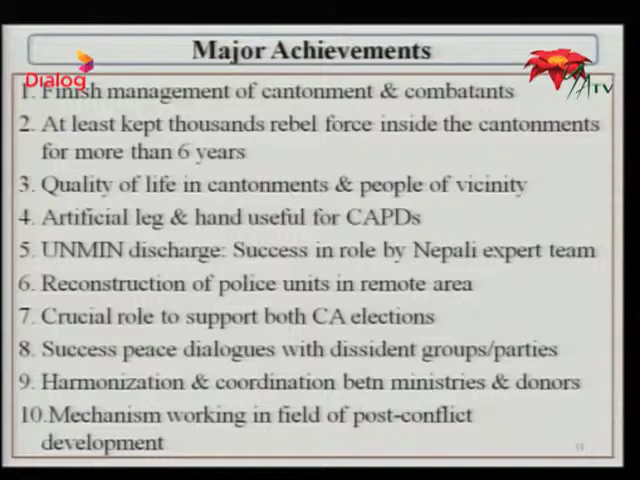 Major Achievements
Dialog
TV
1. Finish management of cantonment & combatants
2. At least kept thousands rebel force inside the cantonments
for more than 6 years
3. Quality of life in cantonments & people of vicinity
4. Artificial leg & hand useful for CAPDs
5. UNMIN discharge: Success in role by Nepali expert team
6. Reconstruction of police units in remote area
7. Crucial role to support both CA elections
8. Success peace dialogues with dissident groups/parties
9. Harmonization & coordination betn ministries & donors
10.Mechanism working in field of post-conflict
development